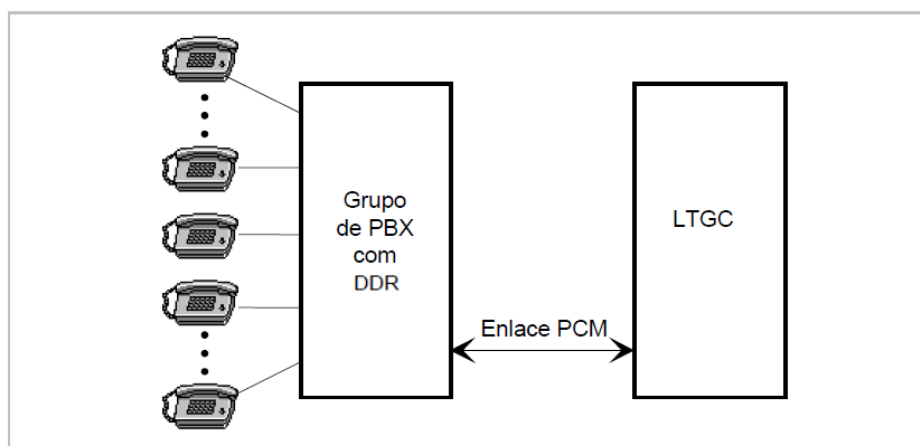 Grupo
de PBX
com
DDR
LTGC
Enlace PCM